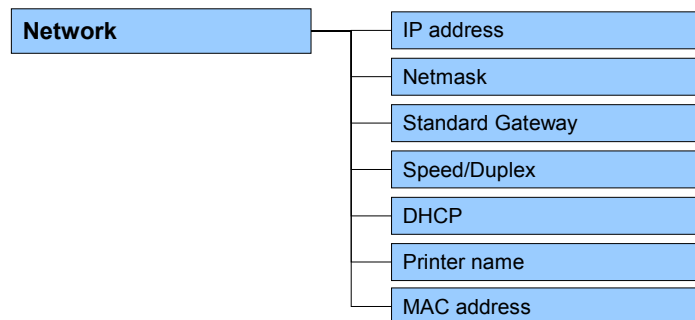 Network
IP address
Netmask
Standard Gateway
Speed/Duplex
DHCP
Printer name
MAC address